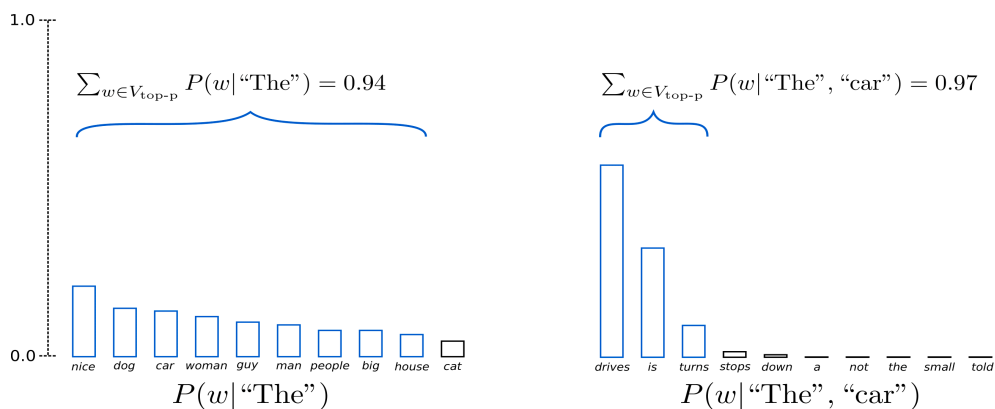 1.0
∑w∈Vtop-p P(w|“The”) = 0.94
∑w∈Vtop-p P(w|“The”, “car”) = 0.97
0.0
nice dog car woman guy man people big house cat
drives is turns stops down a not the small told
P(w|“The”)
P(w|“The”, “car”)